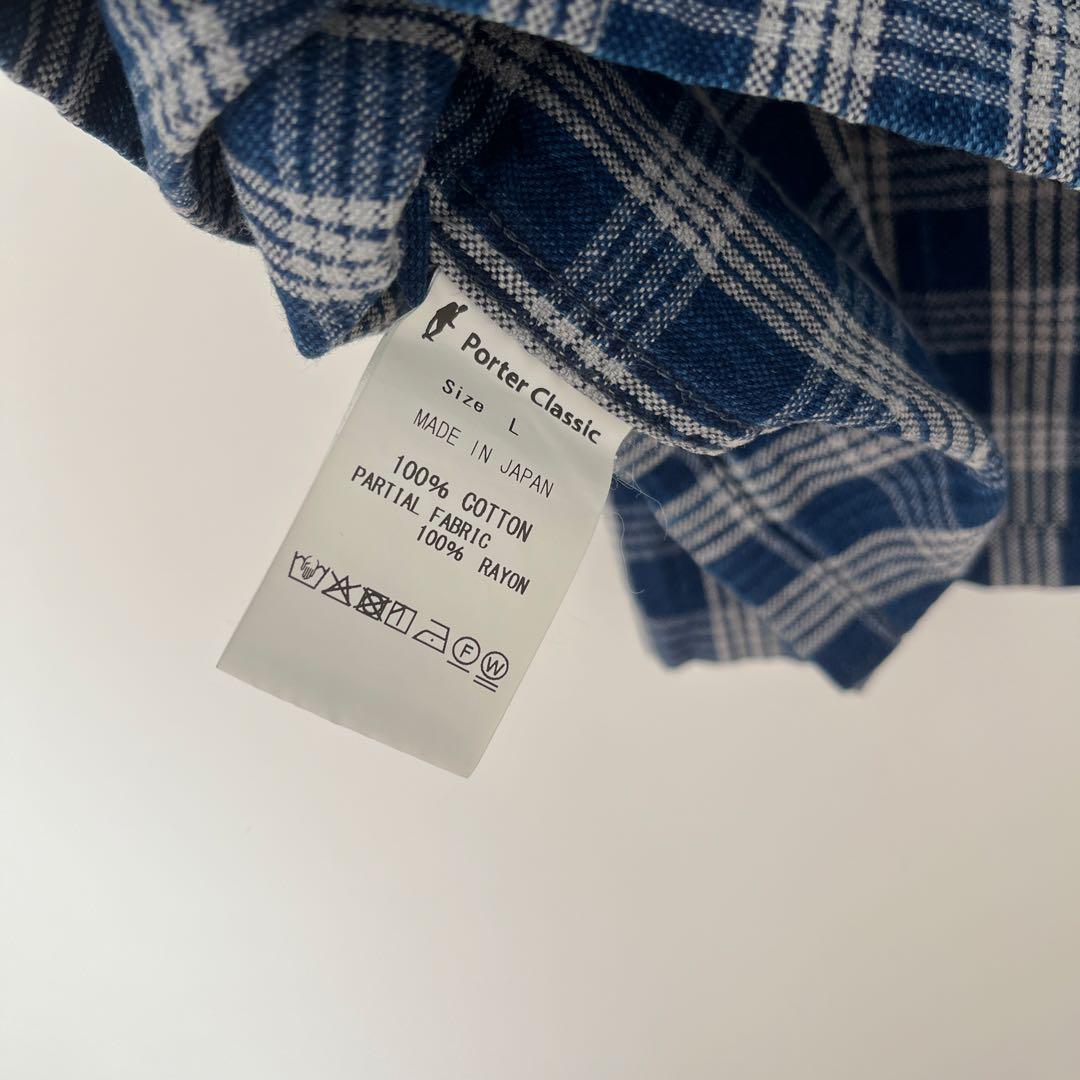 Porter Classic
Size L
MADE IN JAPAN
100% COTTON
PARTIAL FABRIC
100% RAYON
F W